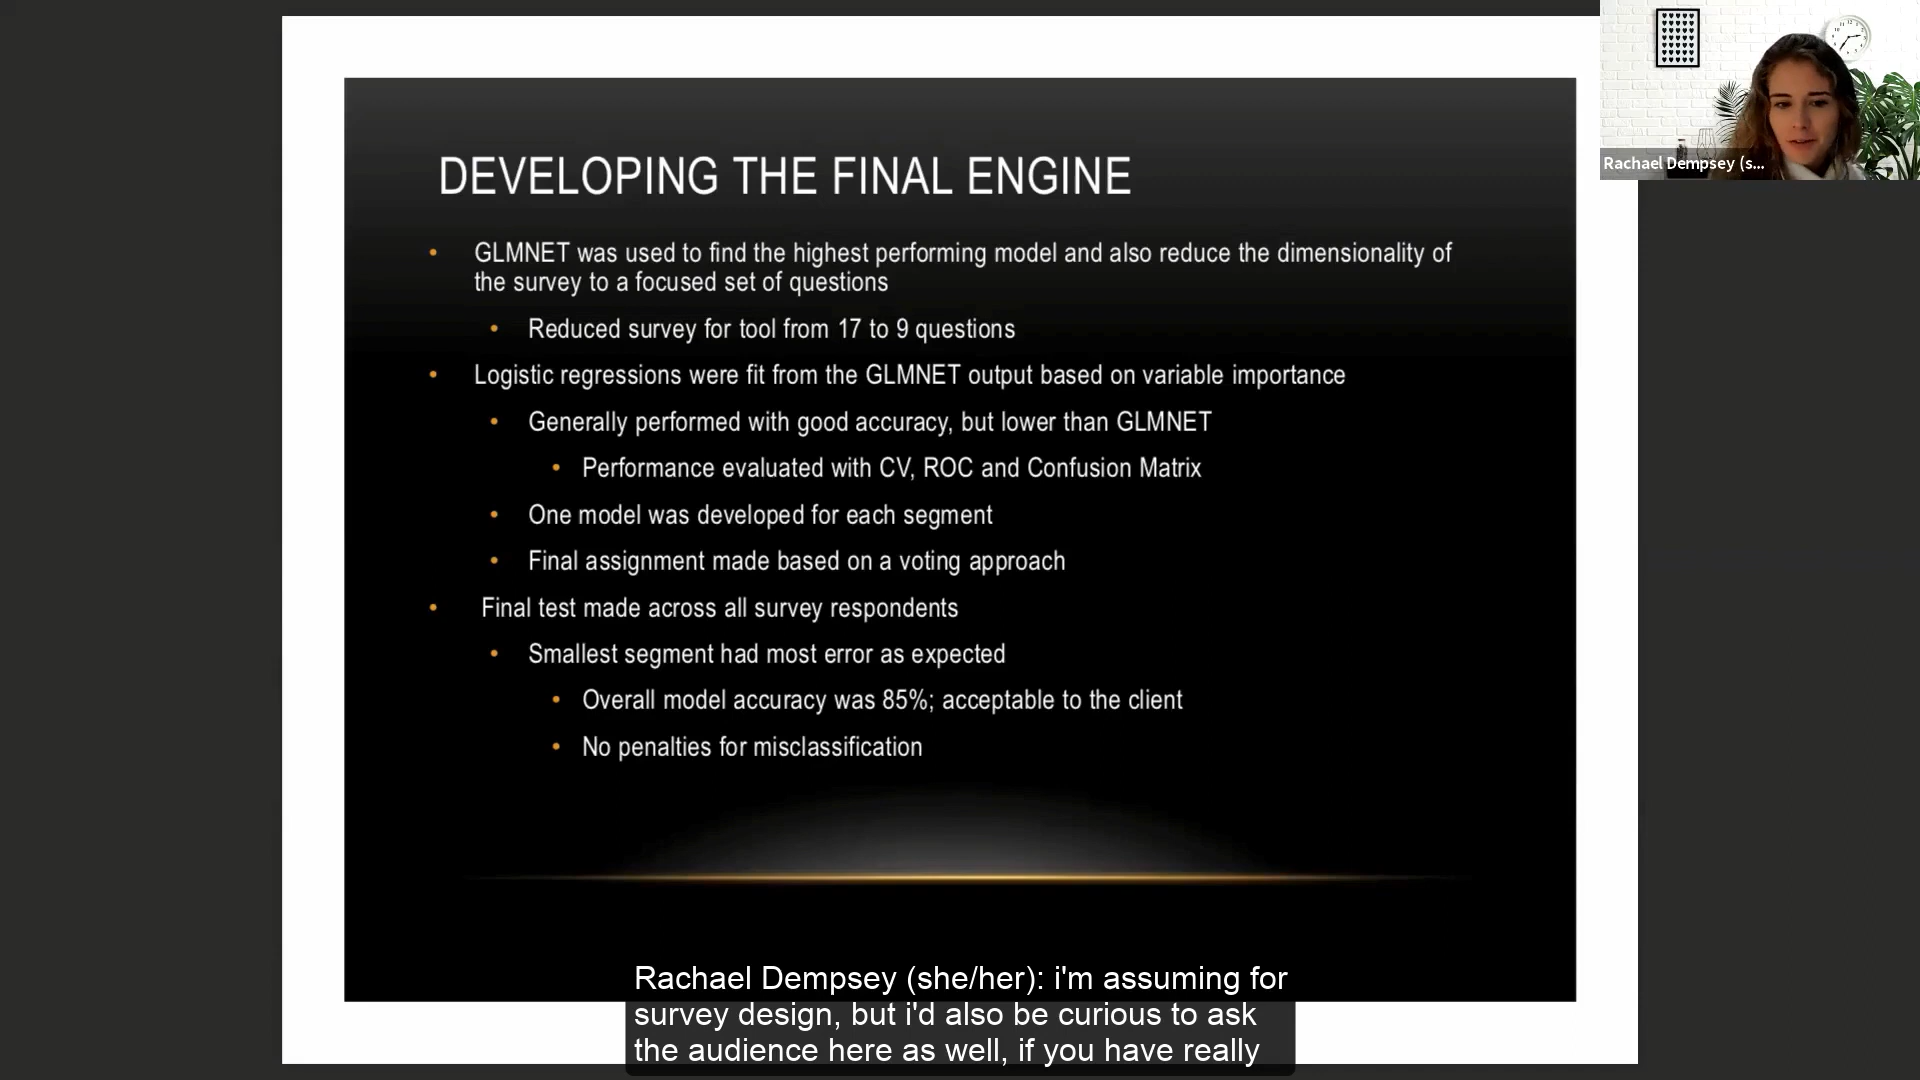 DEVELOPING THE FINAL ENGINE
• GLMNET was used to find the highest performing model and also reduce the dimensionality of
the survey to a focused set of questions
• Reduced survey for tool from 17 to 9 questions
• Logistic regressions were fit from the GLMNET output based on variable importance
• Generally performed with good accuracy, but lower than GLMNET
• Performance evaluated with CV, ROC and Confusion Matrix
• One model was developed for each segment
• Final assignment made based on a voting approach
• Final test made across all survey respondents
• Smallest segment had most error as expected
• Overall model accuracy was 85%; acceptable to the client
• No penalties for misclassification
Rachael Dempsey (s...
Rachael Dempsey (she/her): i'm assuming for
survey design, but i'd also be curious to ask
the audience here as well, if you have really